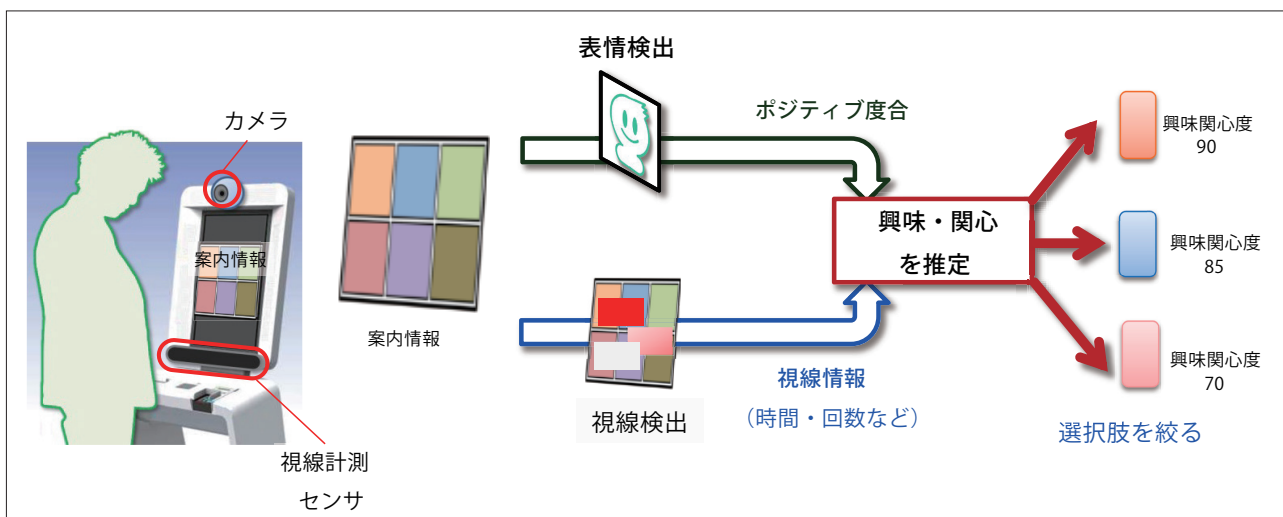 表情検出
カメラ
ポジティブ度合
案内情報
案内情報
視線検出
視線情報
（時間・回数など）
視線計測
センサ
興味・関心
を推定
興味関心度
90
興味関心度
85
興味関心度
70
選択肢を絞る